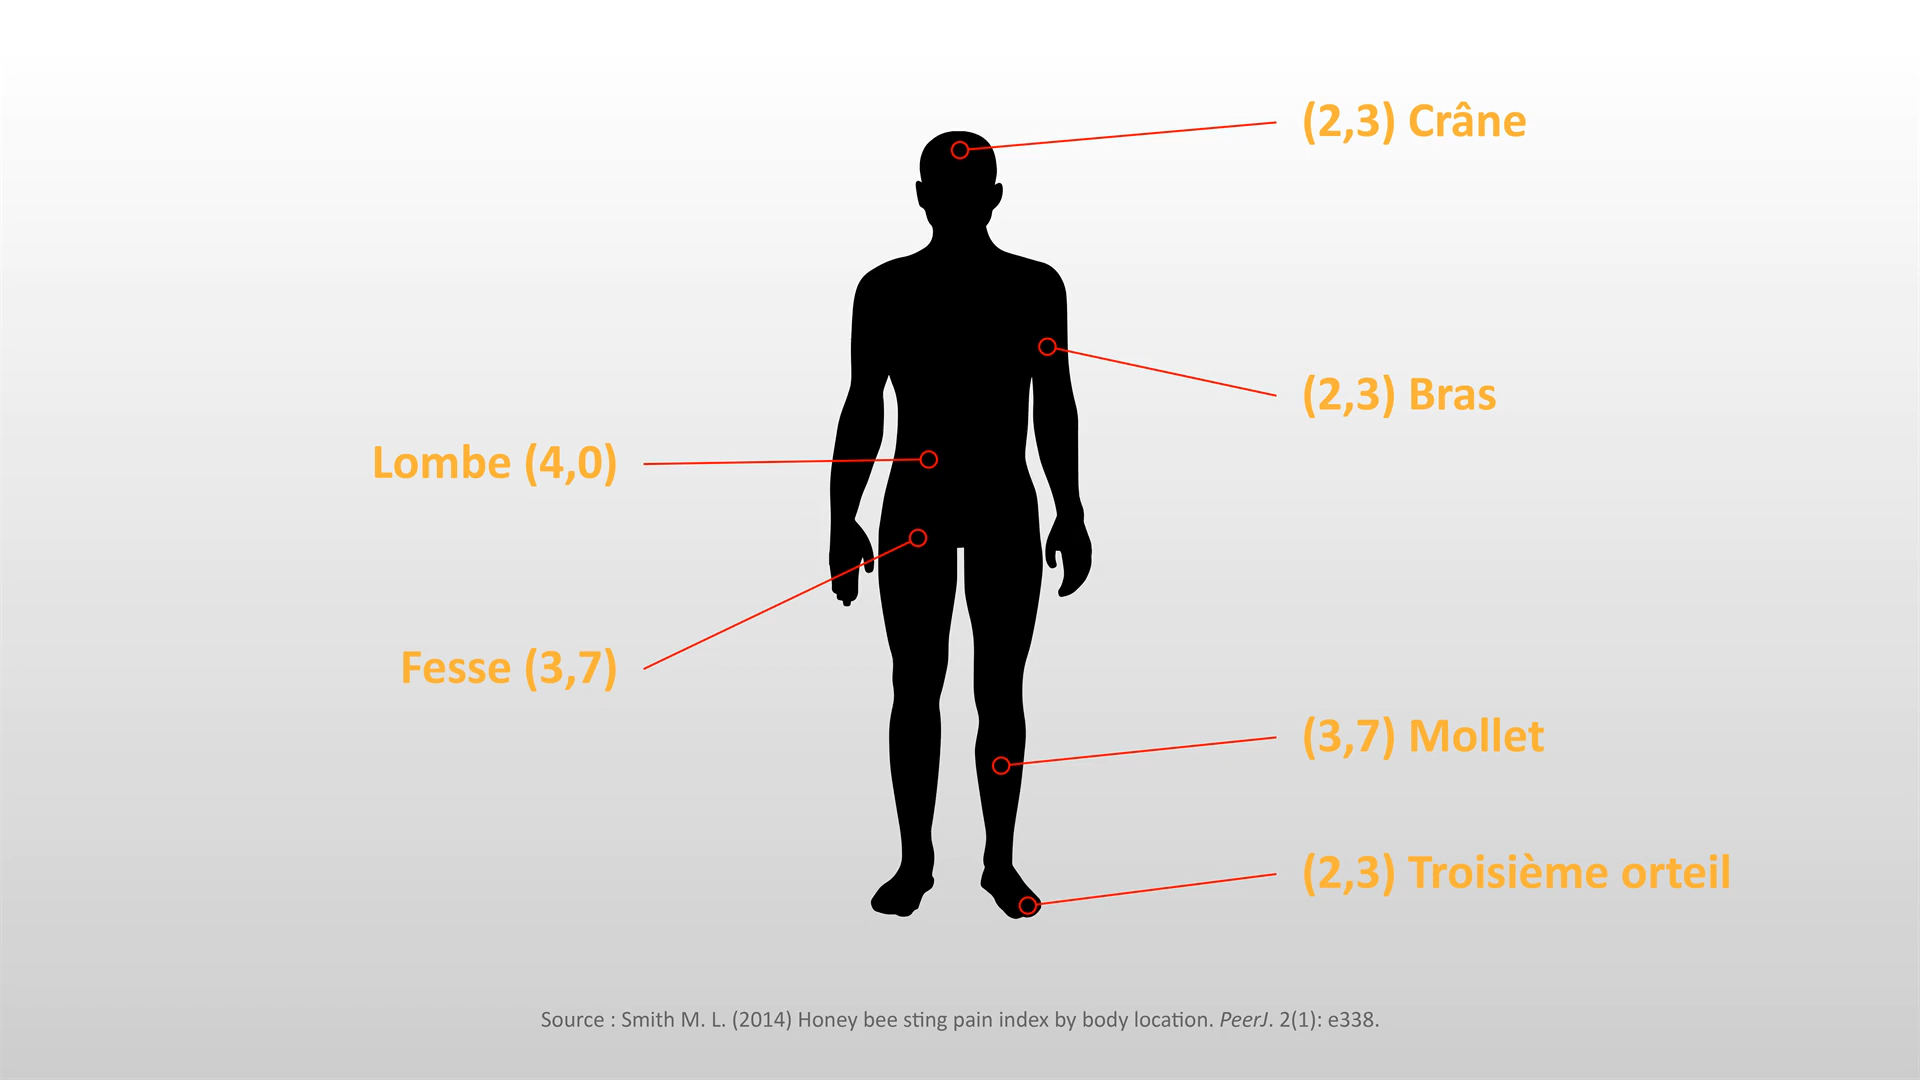 (2,3) Crâne
(2,3) Bras
Lombe (4,0)
Fesse (3,7)
(3,7) Mollet
(2,3) Troisième orteil
Source : Smith M. L. (2014) Honey bee sting pain index by body location. PeerJ. 2(1): e338.